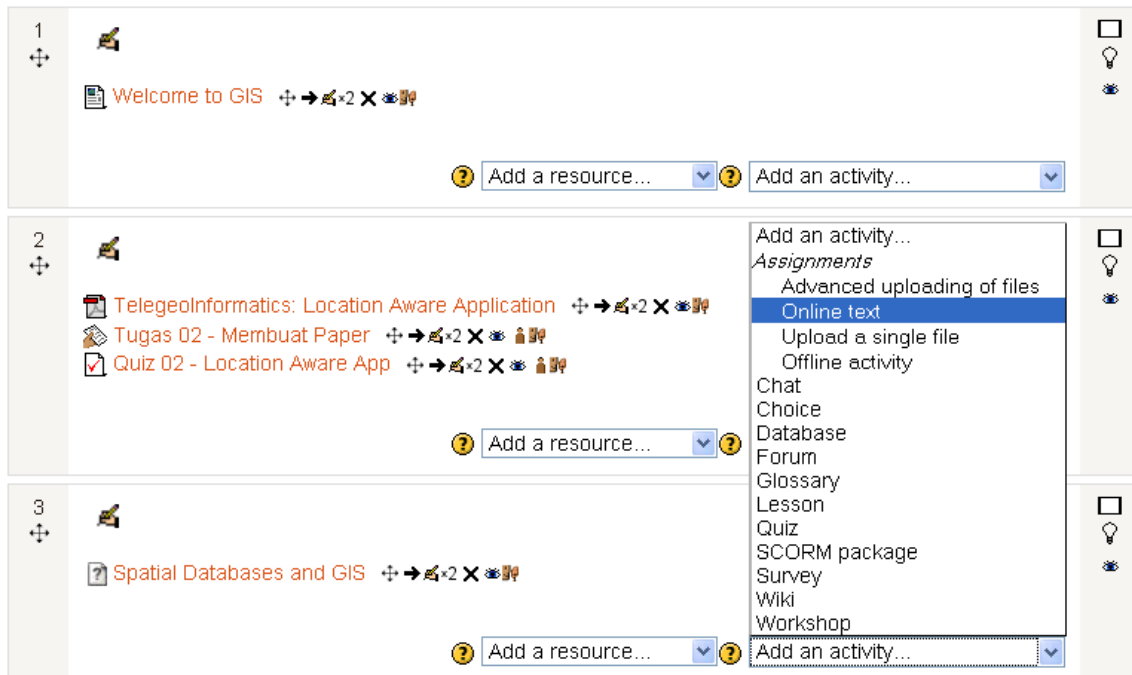 1
Welcome to GIS ×2
Add a resource... Add an activity...
2
TelegeoInformatics: Location Aware Application ×2
Tugas 02 - Membuat Paper ×2
Quiz 02 - Location Aware App ×2
Add a resource...
Add an activity...
Assignments
Advanced uploading of files
Online text
Upload a single file
Offline activity
Chat
Choice
Database
Forum
Glossary
Lesson
Quiz
SCORM package
Survey
Wiki
Workshop
3
Spatial Databases and GIS ×2
Add a resource... Add an activity...